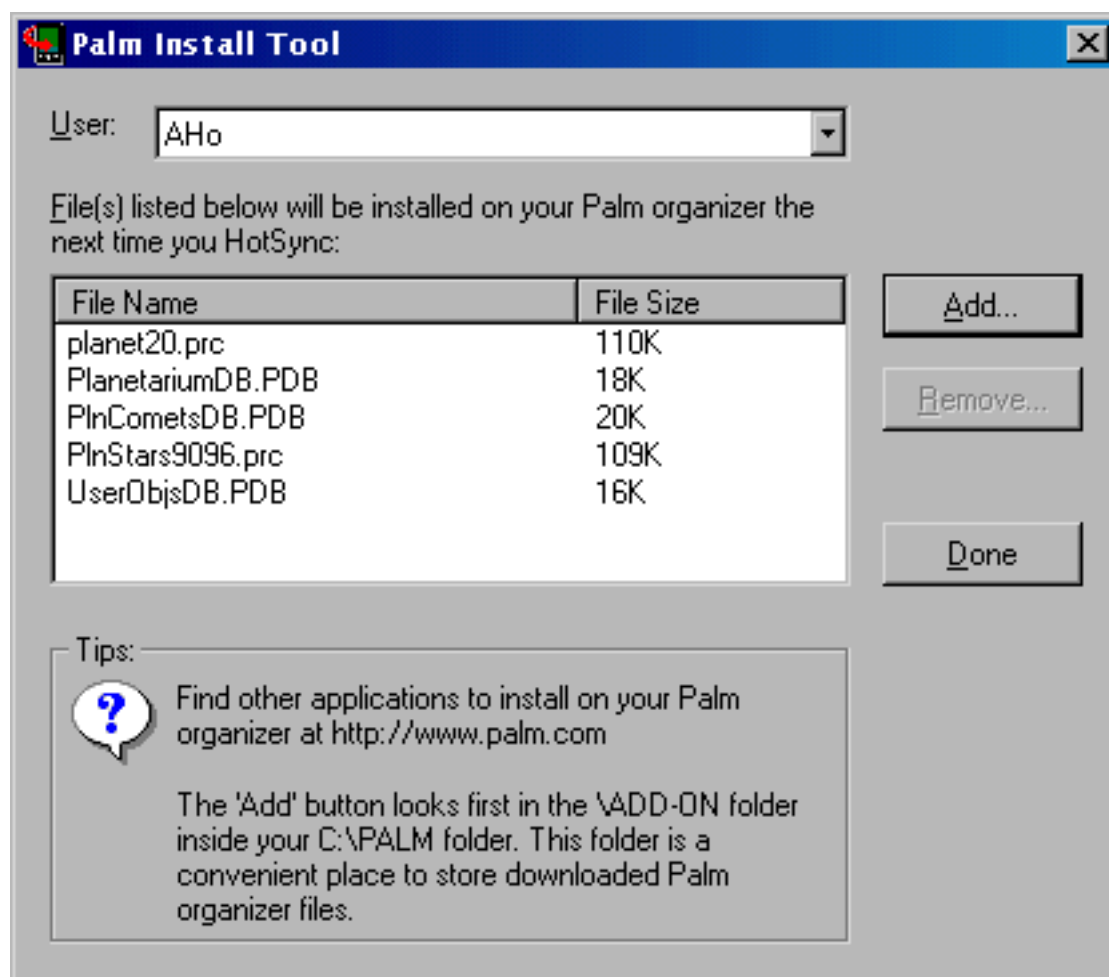 Palm Install Tool
User: AHo
File(s) listed below will be installed on your Palm organizer the
next time you HotSync:
File Name File Size
planet20.prc 110K
PlanetariumDB.PDB 18K
PlnCometsDB.PDB 20K
PlnStars9096.prc 109K
UserObjsDB.PDB 16K
Add...
Remove...
Done
Tips:
?
Find other applications to install on your Palm
organizer at http://www.palm.com
The 'Add' button looks first in the \ADD-ON folder
inside your C:\PALM folder. This folder is a
convenient place to store downloaded Palm
organizer files.